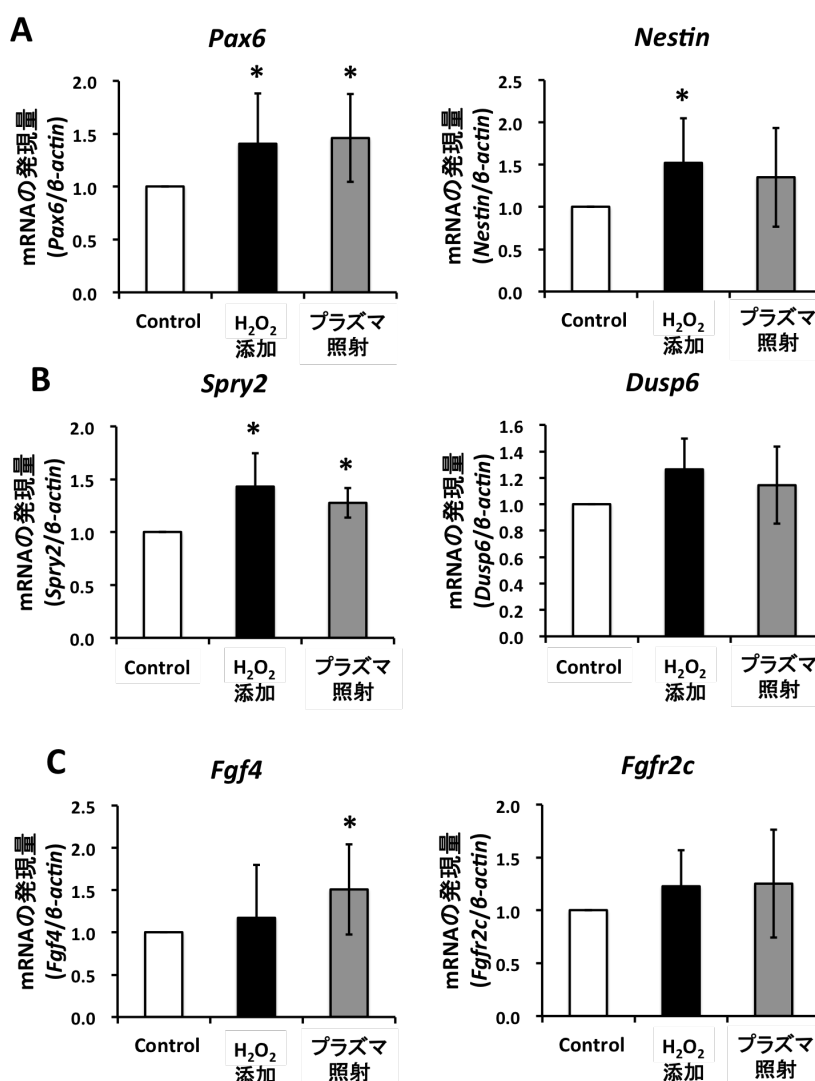 A
Pax6
mRNAの発現量
(Pax6/β-actin)
2.0
1.5
1.0
0.5
0.0
*
*
Control
H₂O₂
添加
プラズマ
照射
Nestin
mRNAの発現量
(Nestin/β-actin)
2.5
2.0
1.5
1.0
0.5
0.0
*
Control
H₂O₂
添加
プラズマ
照射
B
Spry2
mRNAの発現量
(Spry2/β-actin)
2.0
1.5
1.0
0.5
0.0
*
*
Control
H₂O₂
添加
プラズマ
照射
Dusp6
mRNAの発現量
(Dusp6/β-actin)
1.6
1.4
1.2
1.0
0.8
0.6
0.4
0.2
0.0
Control
H₂O₂
添加
プラズマ
照射
C
Fgf4
mRNAの発現量
(Fgf4/β-actin)
2.5
2.0
1.5
1.0
0.5
0.0
*
Control
H₂O₂
添加
プラズマ
照射
Fgfr2c
mRNAの発現量
(Fgfr2c/β-actin)
2.0
1.5
1.0
0.5
0.0
Control
H₂O₂
添加
プラズマ
照射